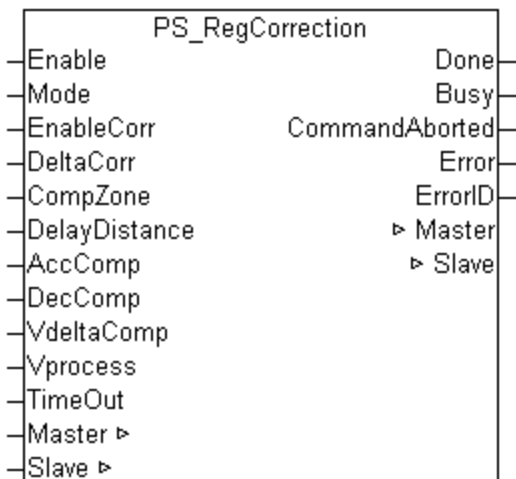 PS_RegCorrection
Enable Done
Mode Busy
EnableCorr CommandAborted
DeltaCorr Error
CompZone ErrorID
DelayDistance ▹ Master
AccComp ▹ Slave
DecComp
VdeltaComp
Vprocess
TimeOut
Master ▹
Slave ▹